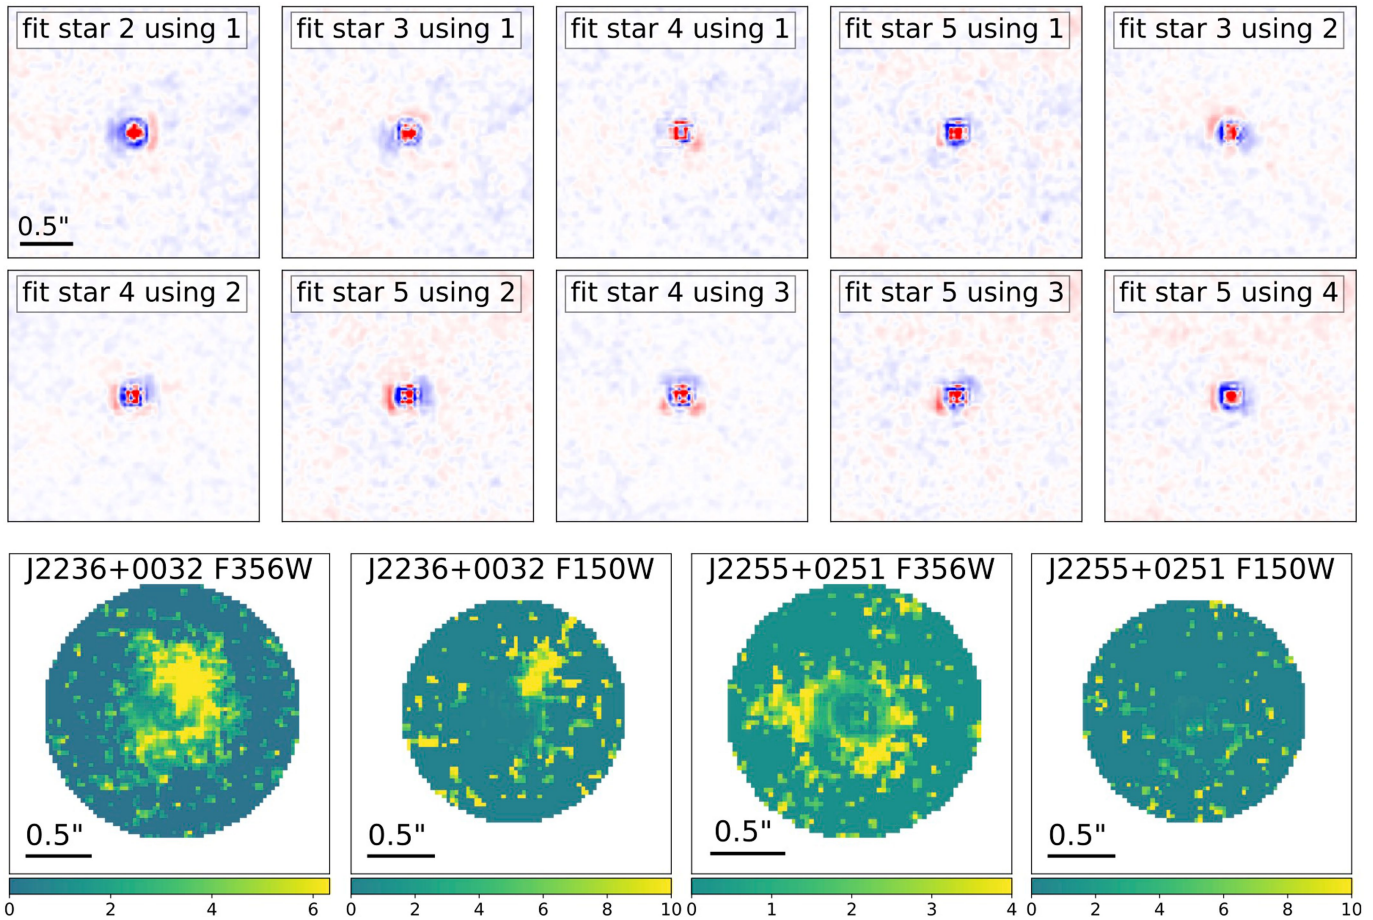 fit star 2 using 1
fit star 3 using 1
fit star 4 using 1
fit star 5 using 1
fit star 3 using 2
0.5"
fit star 4 using 2
fit star 5 using 2
fit star 4 using 3
fit star 5 using 3
fit star 5 using 4
J2236+0032 F356W
J2236+0032 F150W
J2255+0251 F356W
J2255+0251 F150W
0.5"
0.5"
0.5"
0.5"
0 2 4 6
0 2 4 6 8 10
0 1 2 3 4
0 2 4 6 8 10